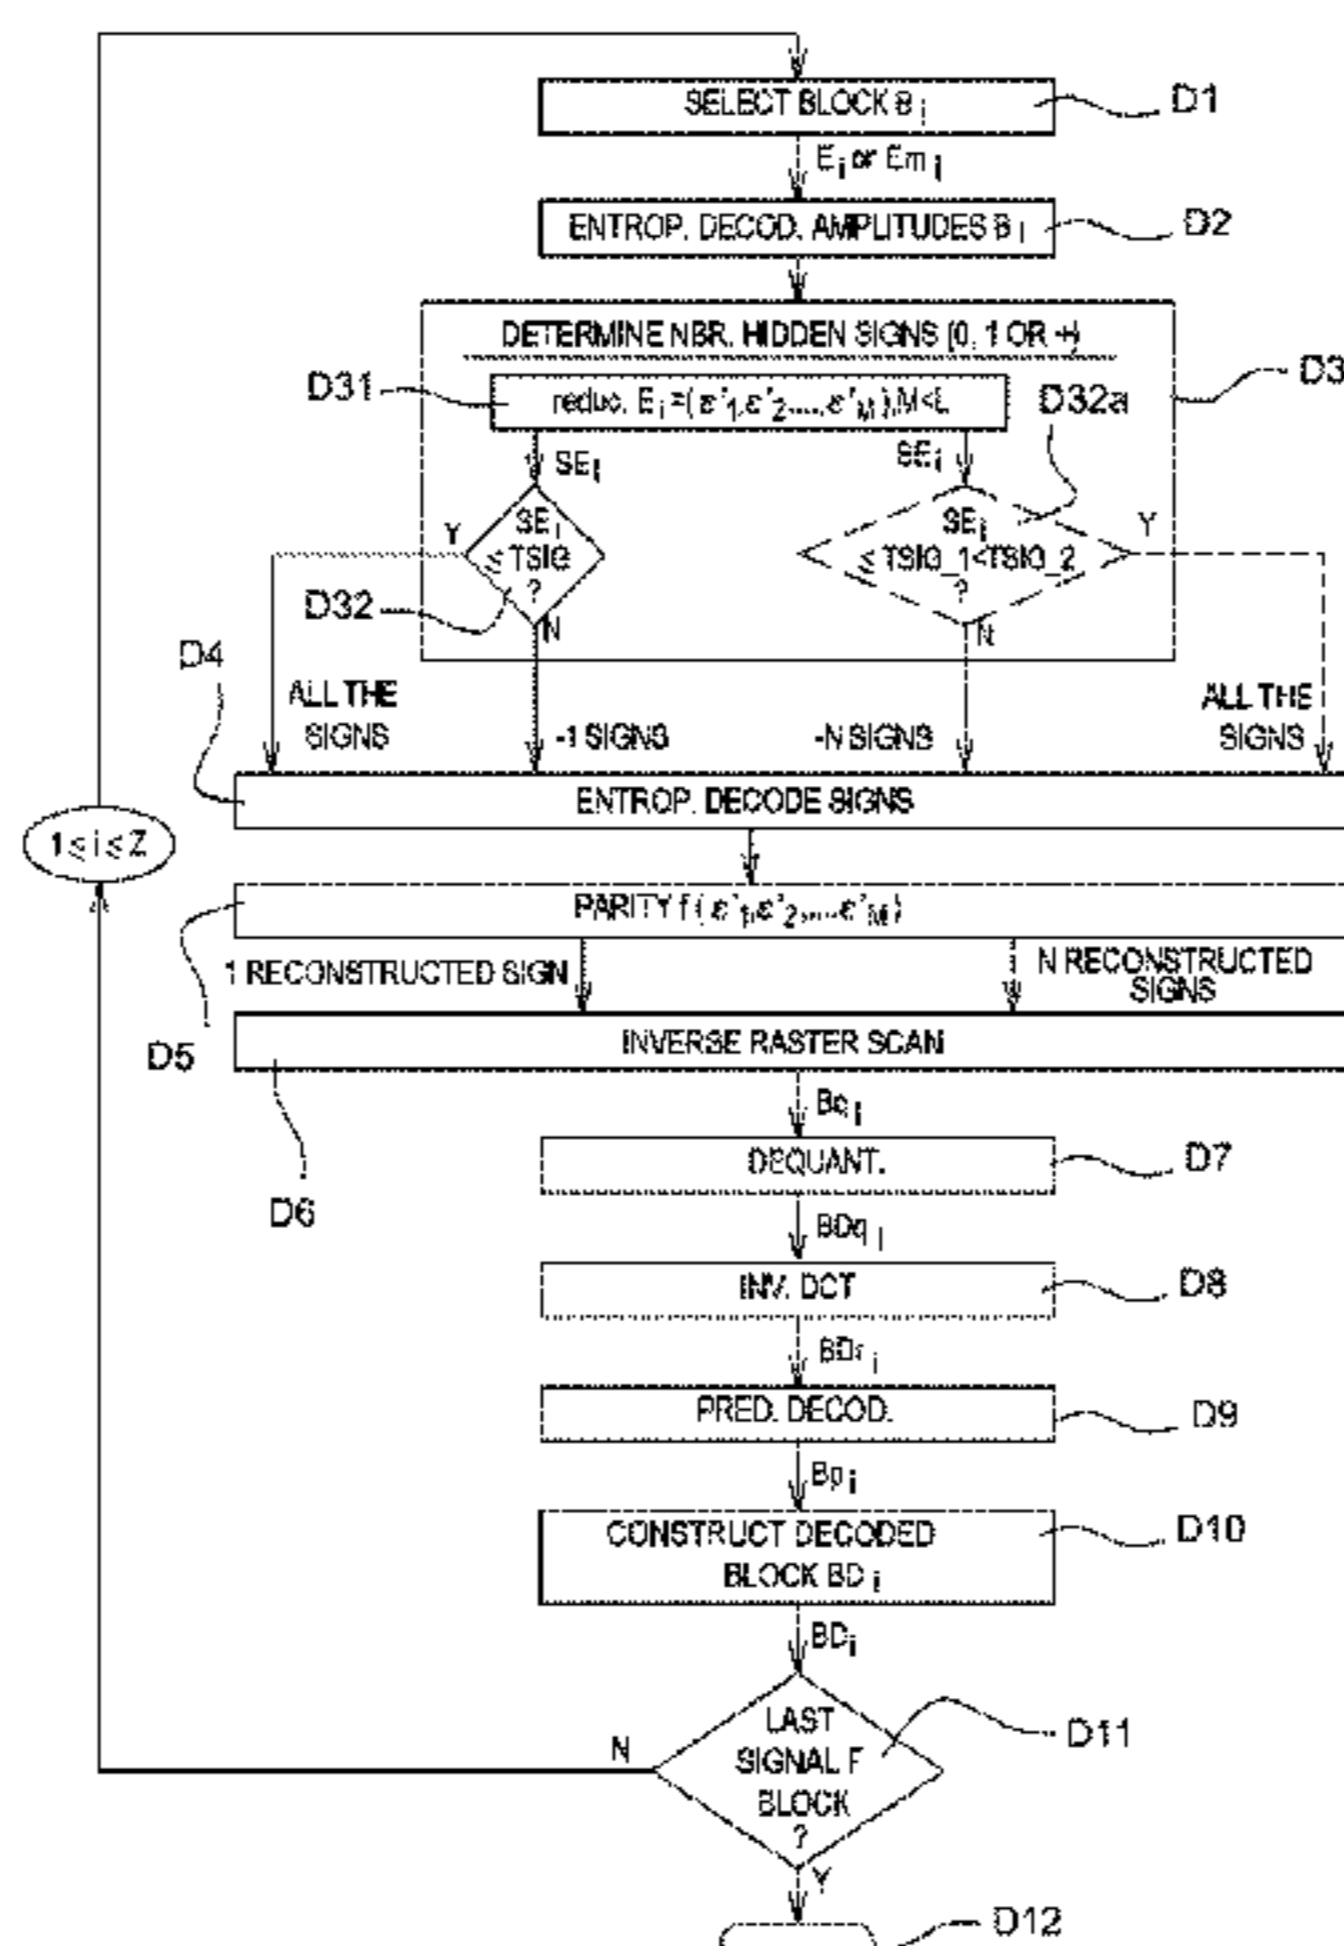 SELECT BLOCK B i
D1
E i or Em i
ENTROP. DECOD. AMPLITUDES B i
D2
DETERMINE NBR. HIDDEN SIGNS (0, 1 OR +)
D3
D31
reduc. E i =(ε'1,ε'2,...,ε'M),M<L
D32a
SE i
SE i
Y
SE i
≤ TSIG
?
N
D32
SE i
≤ TSIG_1<TSIG_2
?
Y
N
D4
ALL THE
SIGNS
-1 SIGNS
-N SIGNS
ALL THE
SIGNS
ENTROP. DECODE SIGNS
1≤i≤Z
PARITY f(ε'1,ε'2,...,ε'M)
1 RECONSTRUCTED SIGN
N RECONSTRUCTED
SIGNS
D5
INVERSE RASTER SCAN
D6
Bq i
DEQUANT.
D7
BDq i
INV. DCT
D8
BDr i
PRED. DECOD.
D9
Bp i
CONSTRUCT DECODED
BLOCK BD i
D10
BD i
LAST
SIGNAL F
BLOCK
?
D11
N
Y
D12